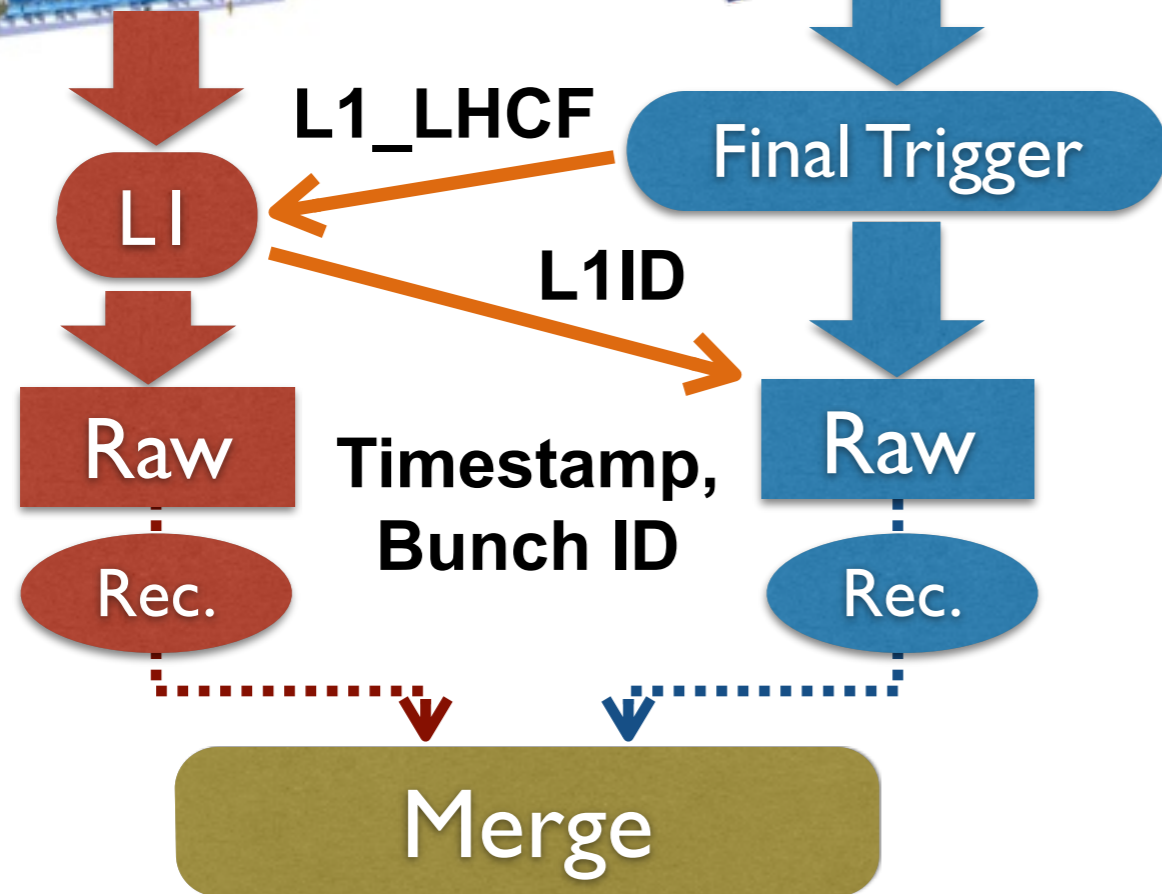 L1_LHCF
Final Trigger
L1
L1ID
Raw
Timestamp,
Bunch ID
Raw
Rec.
Rec.
Merge